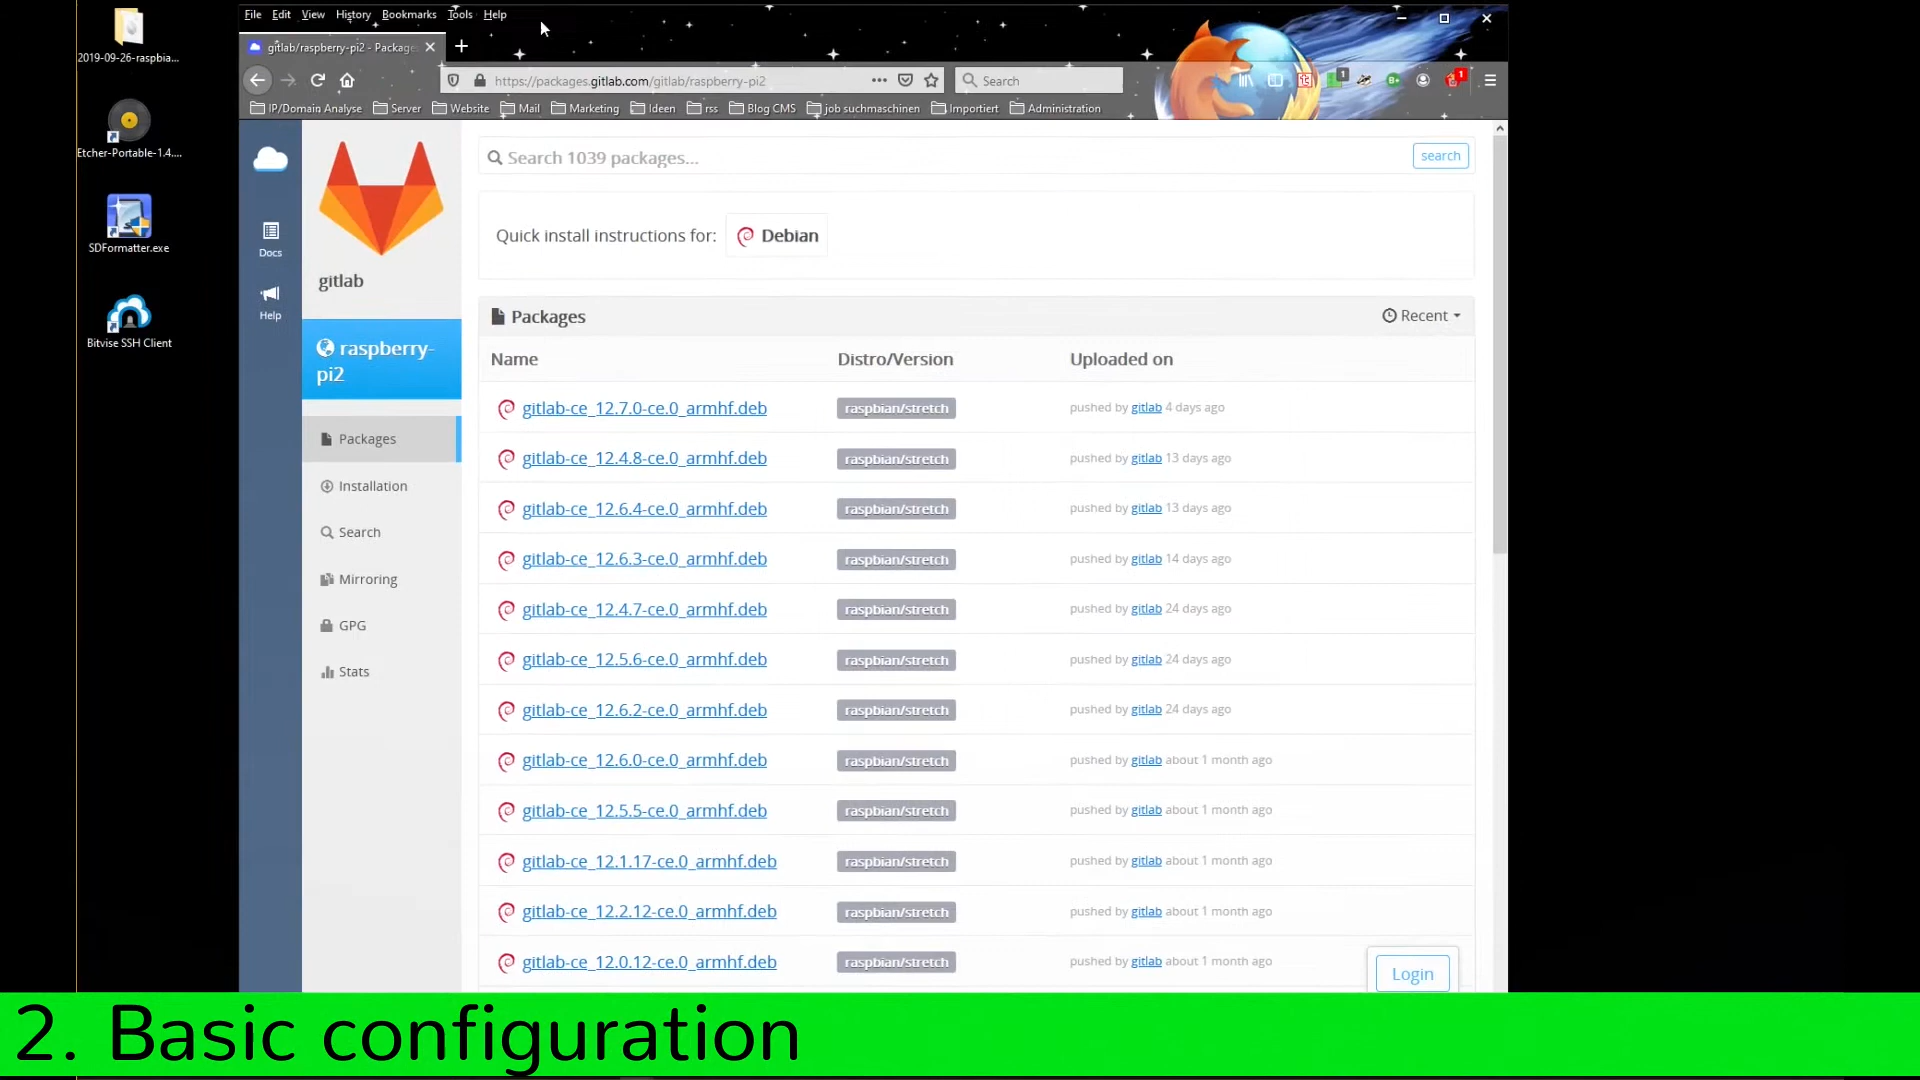 2019-09-26-raspbia...
Etcher-Portable-1.4....
SDFormatter.exe
Bitvise SSH Client
File Edit View History Bookmarks Tools Help
gitlab/raspberry-pi2 - Package
https://packages.gitlab.com/gitlab/raspberry-pi2
Search
IP/Domain Analyse Server Website Mail Marketing Ideen rss Blog CMS job suchmaschinen Importiert Administration
1
1
Docs
Help
gitlab
raspberry-
pi2
Packages
Installation
Search
Mirroring
GPG
Stats
Search 1039 packages...
search
Quick install instructions for: Debian
Packages Recent
Name Distro/Version Uploaded on
gitlab-ce_12.7.0-ce.0_armhf.deb raspbian/stretch pushed by gitlab 4 days ago
gitlab-ce_12.4.8-ce.0_armhf.deb raspbian/stretch pushed by gitlab 13 days ago
gitlab-ce_12.6.4-ce.0_armhf.deb raspbian/stretch pushed by gitlab 13 days ago
gitlab-ce_12.6.3-ce.0_armhf.deb raspbian/stretch pushed by gitlab 14 days ago
gitlab-ce_12.4.7-ce.0_armhf.deb raspbian/stretch pushed by gitlab 24 days ago
gitlab-ce_12.5.6-ce.0_armhf.deb raspbian/stretch pushed by gitlab 24 days ago
gitlab-ce_12.6.2-ce.0_armhf.deb raspbian/stretch pushed by gitlab 24 days ago
gitlab-ce_12.6.0-ce.0_armhf.deb raspbian/stretch pushed by gitlab about 1 month ago
gitlab-ce_12.5.5-ce.0_armhf.deb raspbian/stretch pushed by gitlab about 1 month ago
gitlab-ce_12.1.17-ce.0_armhf.deb raspbian/stretch pushed by gitlab about 1 month ago
gitlab-ce_12.2.12-ce.0_armhf.deb raspbian/stretch pushed by gitlab about 1 month ago
gitlab-ce_12.0.12-ce.0_armhf.deb raspbian/stretch pushed by gitlab about 1 month ago
Login
2. Basic configuration